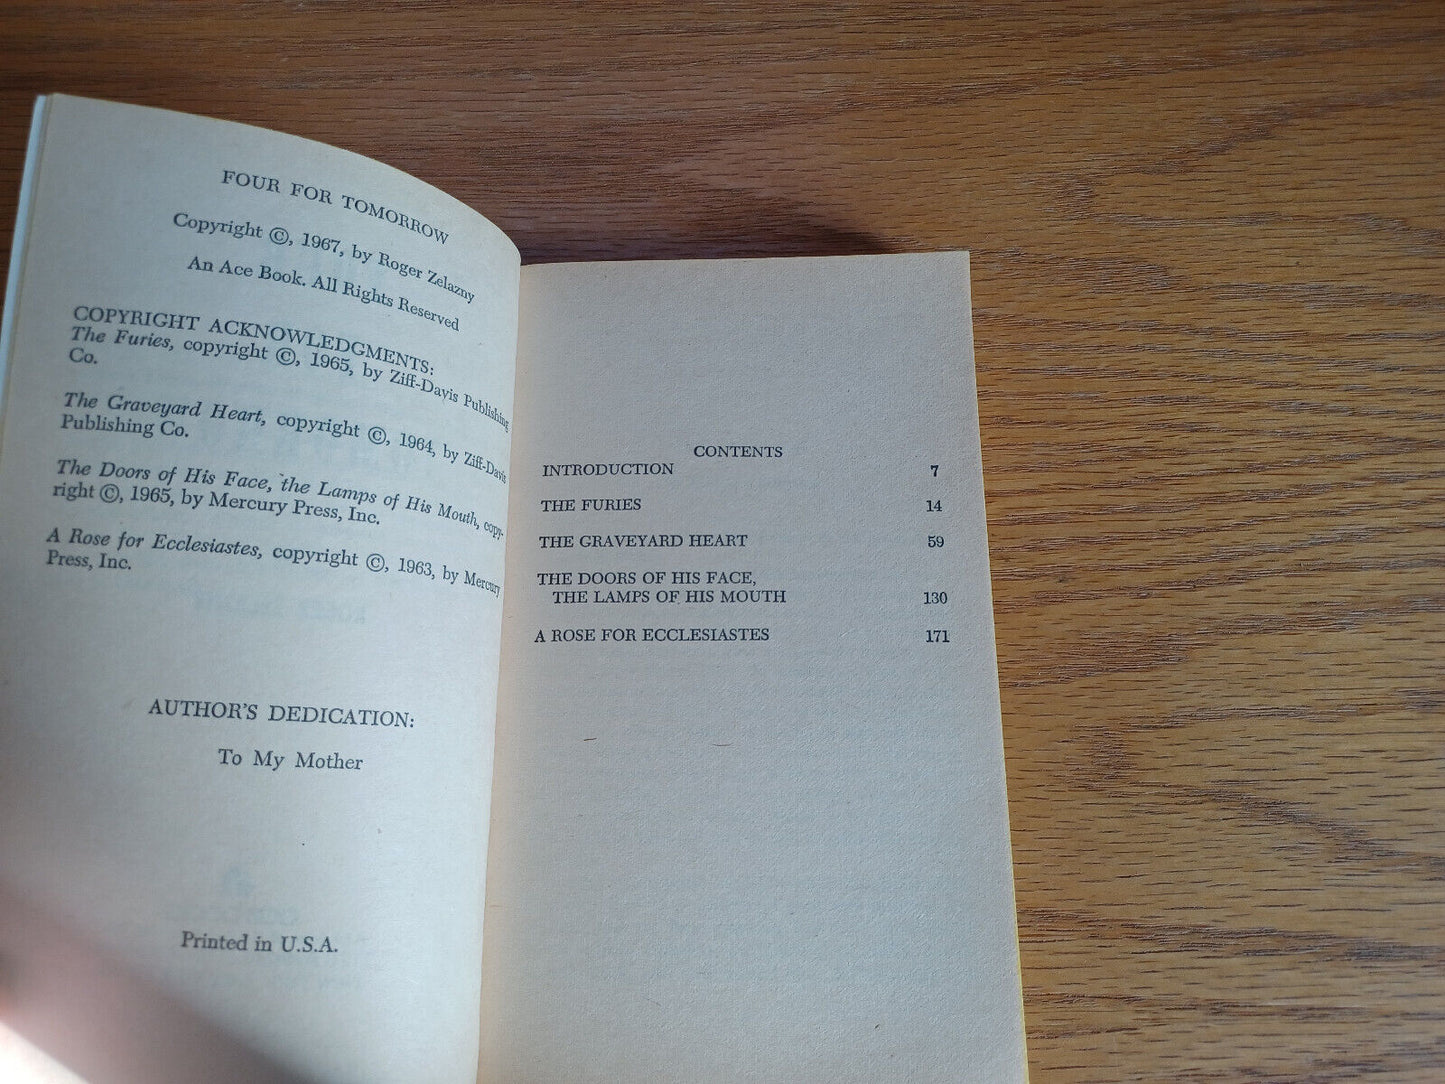 FOUR FOR TOMORROW
Copyright ©, 1967, by Roger Zelazny
An Ace Book. All Rights Reserved
COPYRIGHT ACKNOWLEDGMENTS:
The Furies, copyright ©, 1965, by Ziff-Davis Publishing
Co.
The Graveyard Heart, copyright ©, 1964, by Ziff-Davis
Publishing Co.
The Doors of His Face, the Lamps of His Mouth, copy-
right ©, 1965, by Mercury Press, Inc.
A Rose for Ecclesiastes, copyright ©, 1963, by Mercury
Press, Inc.
AUTHOR'S DEDICATION:
To My Mother
Printed in U.S.A.
CONTENTS
INTRODUCTION 7
THE FURIES 14
THE GRAVEYARD HEART 59
THE DOORS OF HIS FACE,
THE LAMPS OF HIS MOUTH 130
A ROSE FOR ECCLESIASTES 171